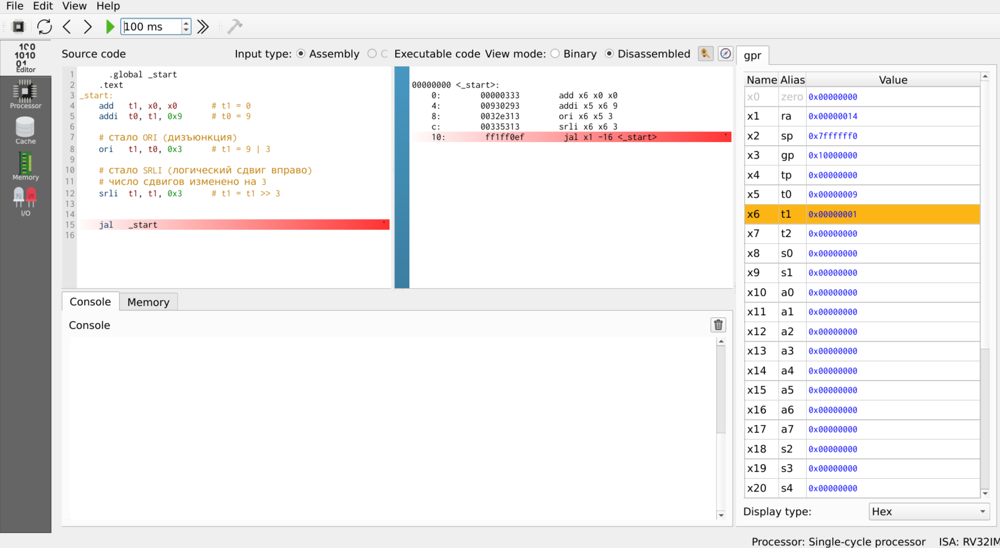 File Edit View Help
100 ms
Editor
Processor
Cache
Memory
I/O
Source code Input type: Assembly C Executable code View mode: Binary Disassembled
1 .global _start
2 .text
3 _start:
4 add t1, x0, x0 # t1 = 0
5 addi t0, t1, 0x9 # t0 = 9
6
7 # стало ORI (дизъюнкция)
8 ori t1, t0, 0x3 # t1 = 9 | 3
9
10 # стало SRLI (логический сдвиг вправо)
11 # число сдвигов изменено на 3
12 srli t1, t1, 0x3 # t1 = t1 >> 3
13
14
15 jal _start
16
00000000 <_start>:
0: 00000333 add x6 x0 x0
4: 00930293 addi x5 x6 9
8: 0032e313 ori x6 x5 3
c: 00335313 srli x6 x6 3
10: ff1ff0ef jal x1 -16 <_start>
Console Memory
Console
gpr
Name Alias Value
x0 zero 0x00000000
x1 ra 0x00000014
x2 sp 0x7ffffff0
x3 gp 0x10000000
x4 tp 0x00000000
x5 t0 0x00000009
x6 t1 0x00000001
x7 t2 0x00000000
x8 s0 0x00000000
x9 s1 0x00000000
x10 a0 0x00000000
x11 a1 0x00000000
x12 a2 0x00000000
x13 a3 0x00000000
x14 a4 0x00000000
x15 a5 0x00000000
x16 a6 0x00000000
x17 a7 0x00000000
x18 s2 0x00000000
x19 s3 0x00000000
x20 s4 0x00000000
Display type: Hex
Processor: Single-cycle processor ISA: RV32IM